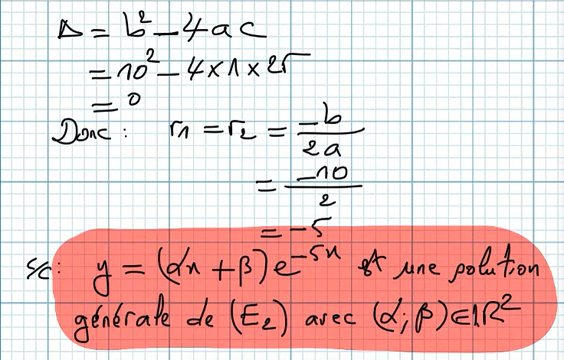 Δ = b² - 4ac
= 10² - 4 × 1 × 25
= 0
Donc : r1 = r2 = -b / 2a
= -10 / 2
= -5
S/C: y = (αx + β)e^{-5x} est une solution
générale de (E2) avec (α; β) ∈ IR²